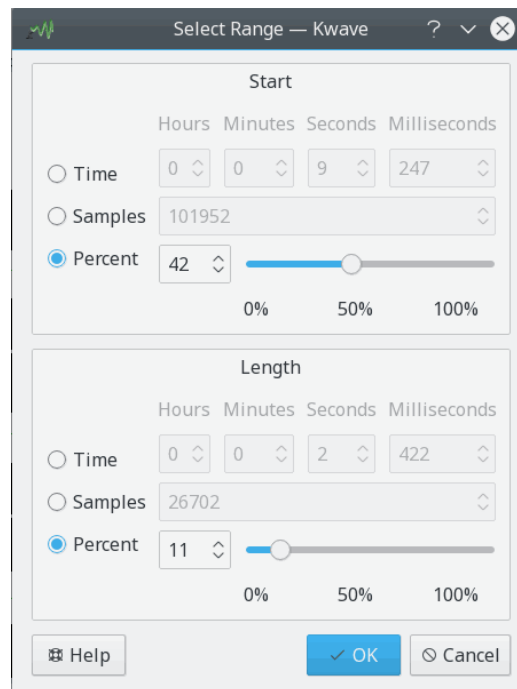 Select Range — Kwave ?
Start
Hours Minutes Seconds Milliseconds
Time 0 0 9 247
Samples 101952
Percent 42
0% 50% 100%
Length
Hours Minutes Seconds Milliseconds
Time 0 0 2 422
Samples 26702
Percent 11
0% 50% 100%
Help OK Cancel